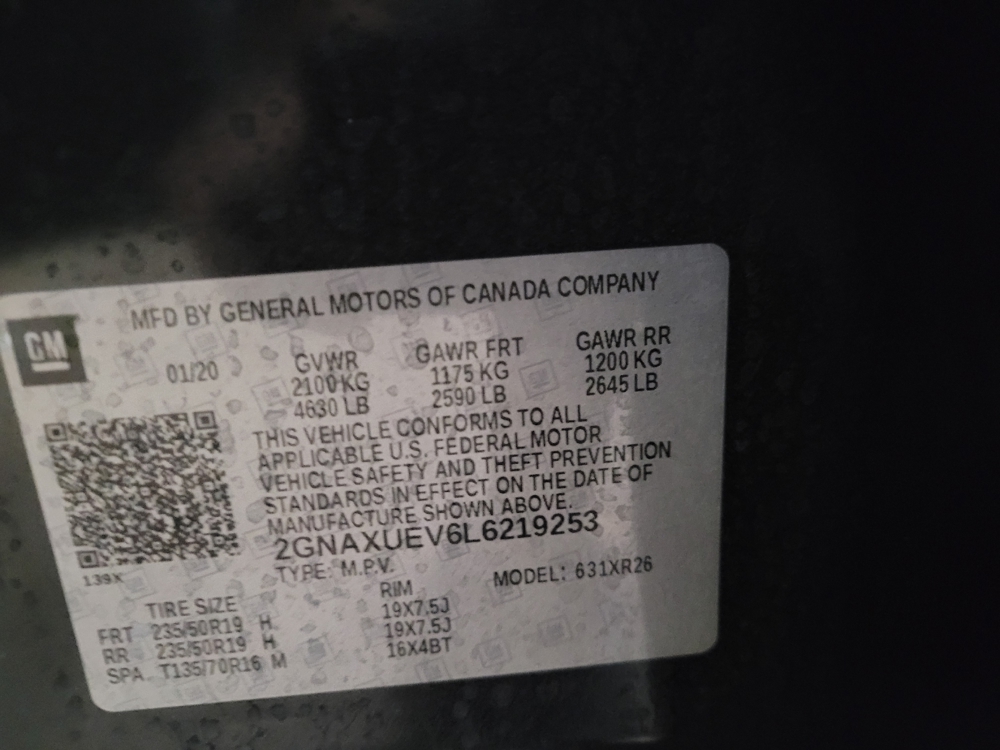 MFD BY GENERAL MOTORS OF CANADA COMPANY
GM
01/20 GVWR GAWR FRT GAWR RR
2100 KG 1175 KG 1200 KG
4630 LB 2590 LB 2645 LB
THIS VEHICLE CONFORMS TO ALL
APPLICABLE U.S. FEDERAL MOTOR
VEHICLE SAFETY AND THEFT PREVENTION
STANDARDS IN EFFECT ON THE DATE OF
MANUFACTURE SHOWN ABOVE.
2GNAXUEV6L6219253
139X
TYPE: M.P.V. MODEL: 631XR26
TIRE SIZE RIM
FRT 235/50R19 H 19X7.5J
RR 235/50R19 H 19X7.5J
SPA T135/70R16 M 16X4BT